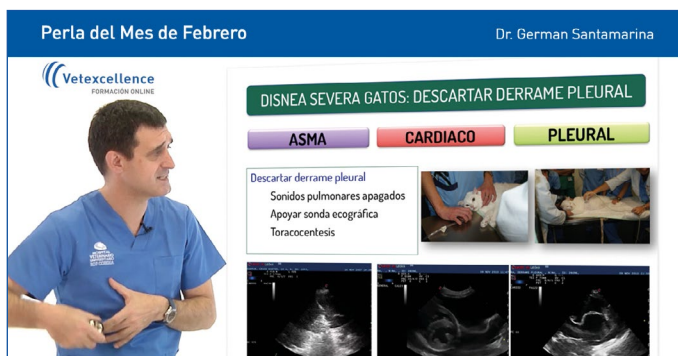 Perla del Mes de Febrero
Dr. German Santamarina
Vetexcellence
FORMACIÓN ONLINE
DISNEA SEVERA GATOS: DESCARTAR DERRAME PLEURAL
ASMA
CARDIACO
PLEURAL
Descartar derrame pleural
Sonidos pulmonares apagados
Apoyar sonda ecográfica
Toracocentesis